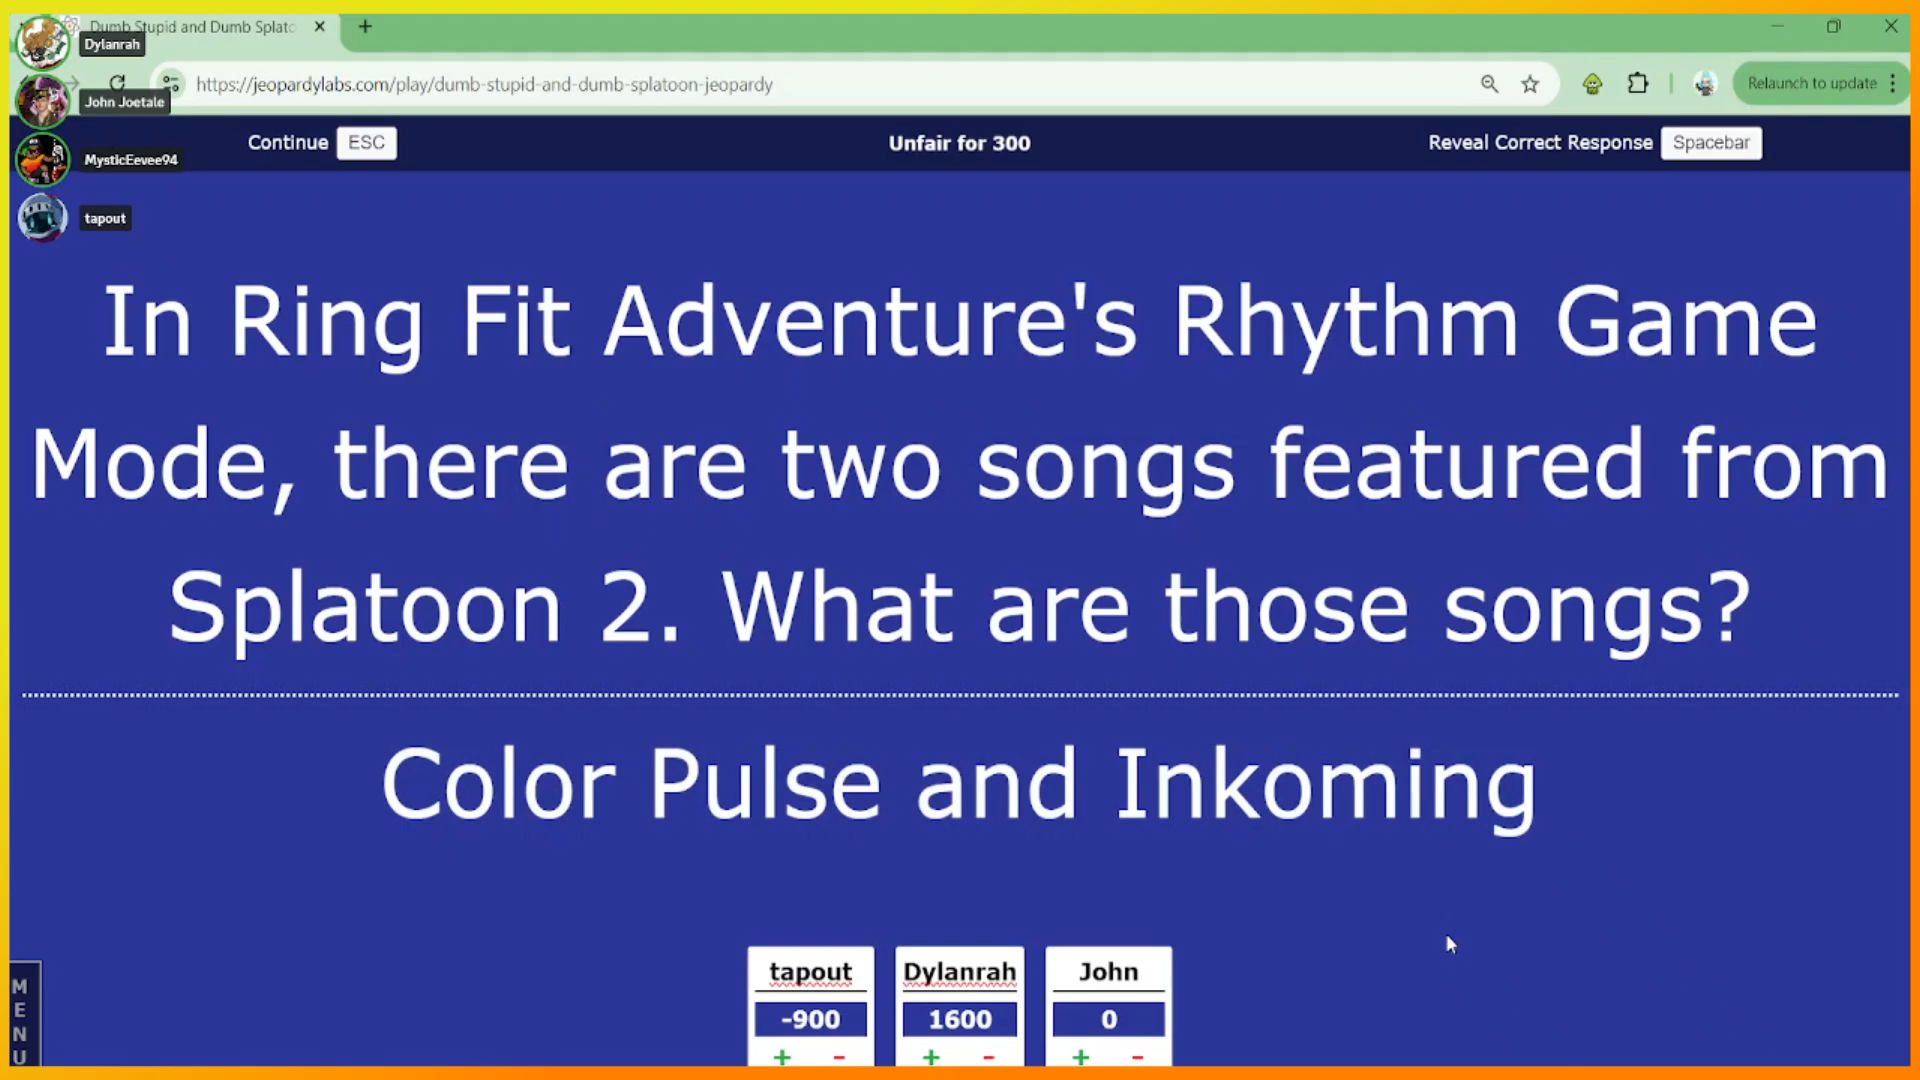 Dumb Stupid and Dumb Splato
Dylanrah
https://jeopardylabs.com/play/dumb-stupid-and-dumb-splatoon-jeopardy
Relaunch to update
John Joetale
Continue ESC
Unfair for 300
Reveal Correct Response Spacebar
MysticEevee94
tapout
In Ring Fit Adventure's Rhythm Game
Mode, there are two songs featured from
Splatoon 2. What are those songs?
Color Pulse and Inkoming
MENU
tapout Dylanrah John
-900 1600 0
+ - + - + -